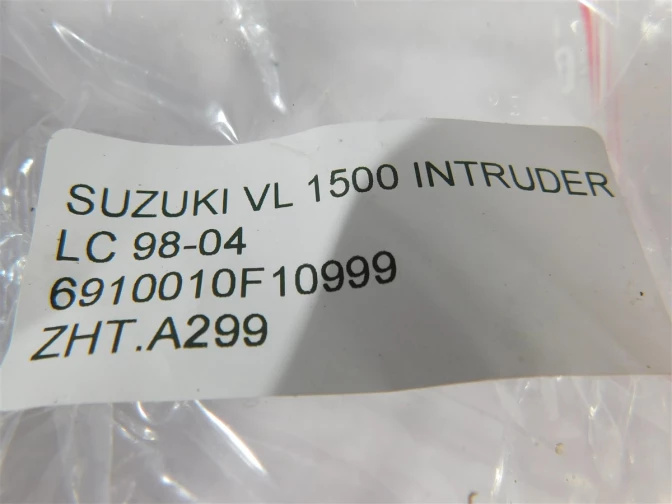 SUZUKI VL 1500 INTRUDER
LC 98-04
6910010F10999
ZHT.A299